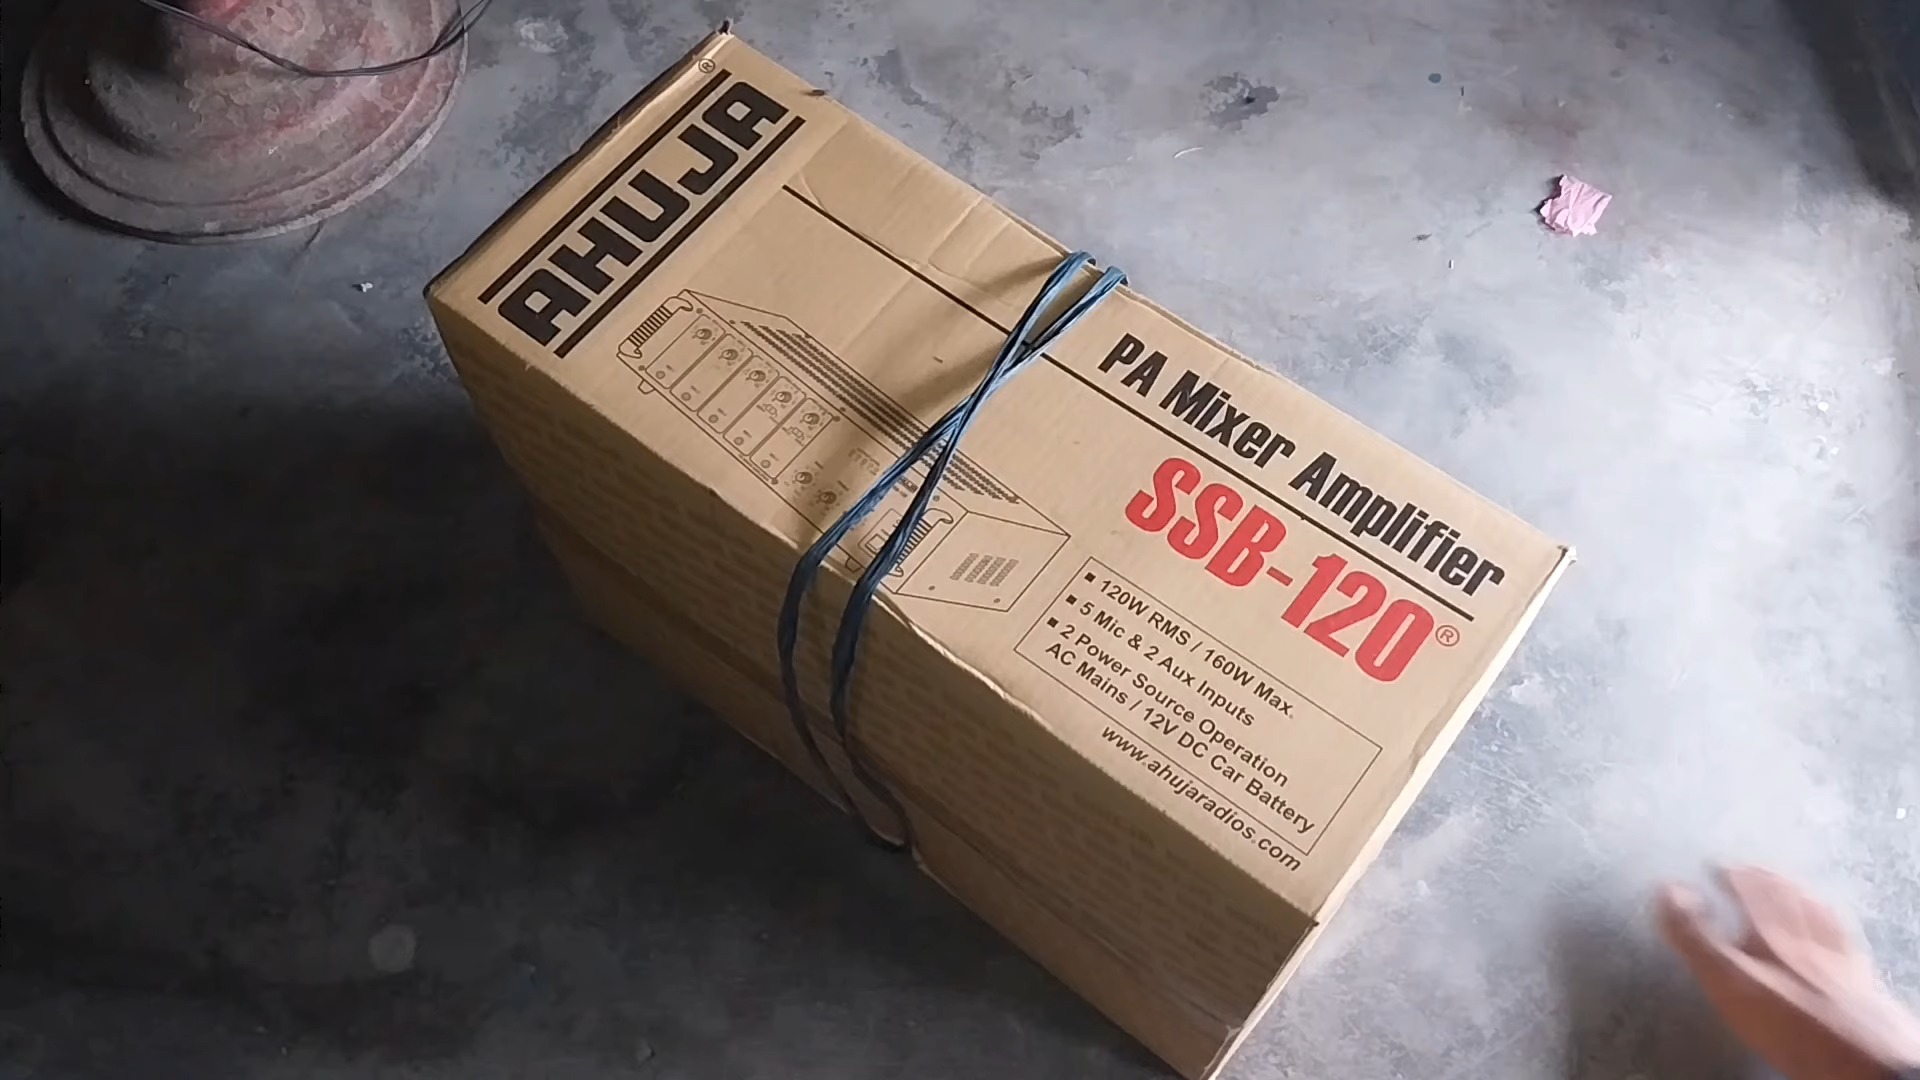 AHUJA®
PA Mixer Amplifier
SSB-120®
▪ 120W RMS / 160W Max.
▪ 5 Mic & 2 Aux Inputs
▪ 2 Power Source Operation
AC Mains / 12V DC Car Battery
www.ahujaradios.com